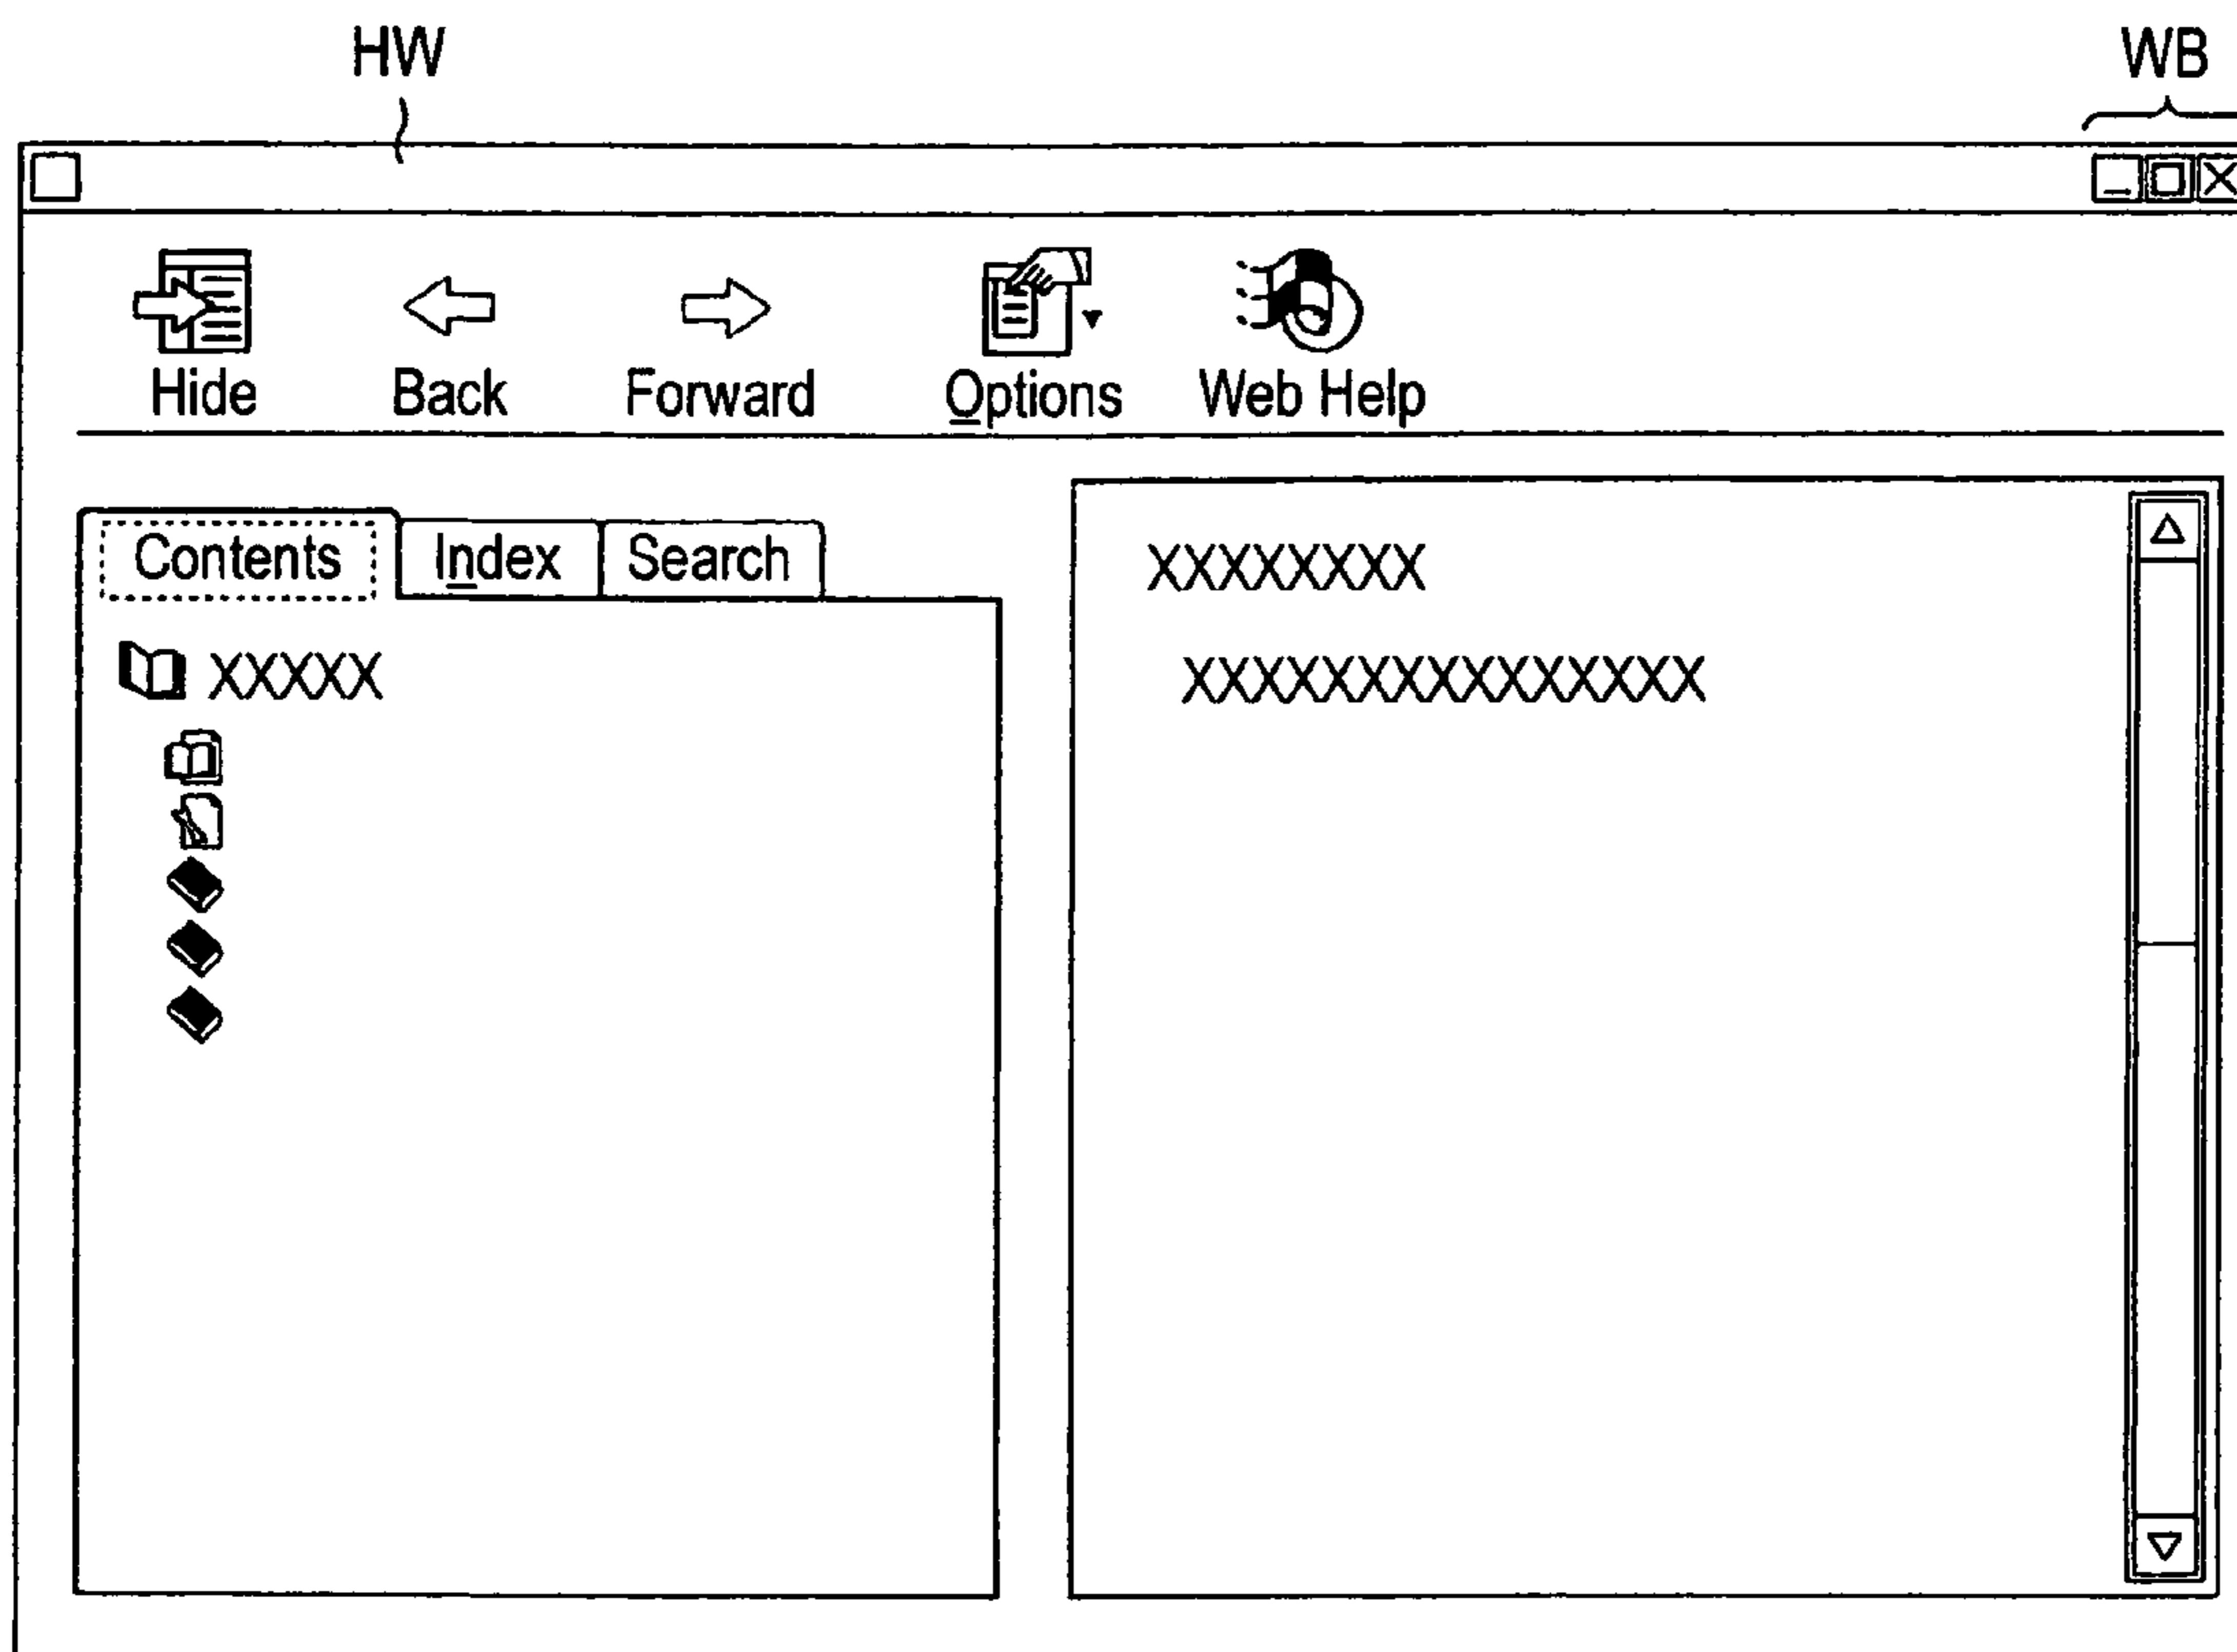 HW WB
Hide Back Forward Options Web Help
Contents Index Search
XXXXXXXX
XXXXX
XXXXXXXXXXXXXXX